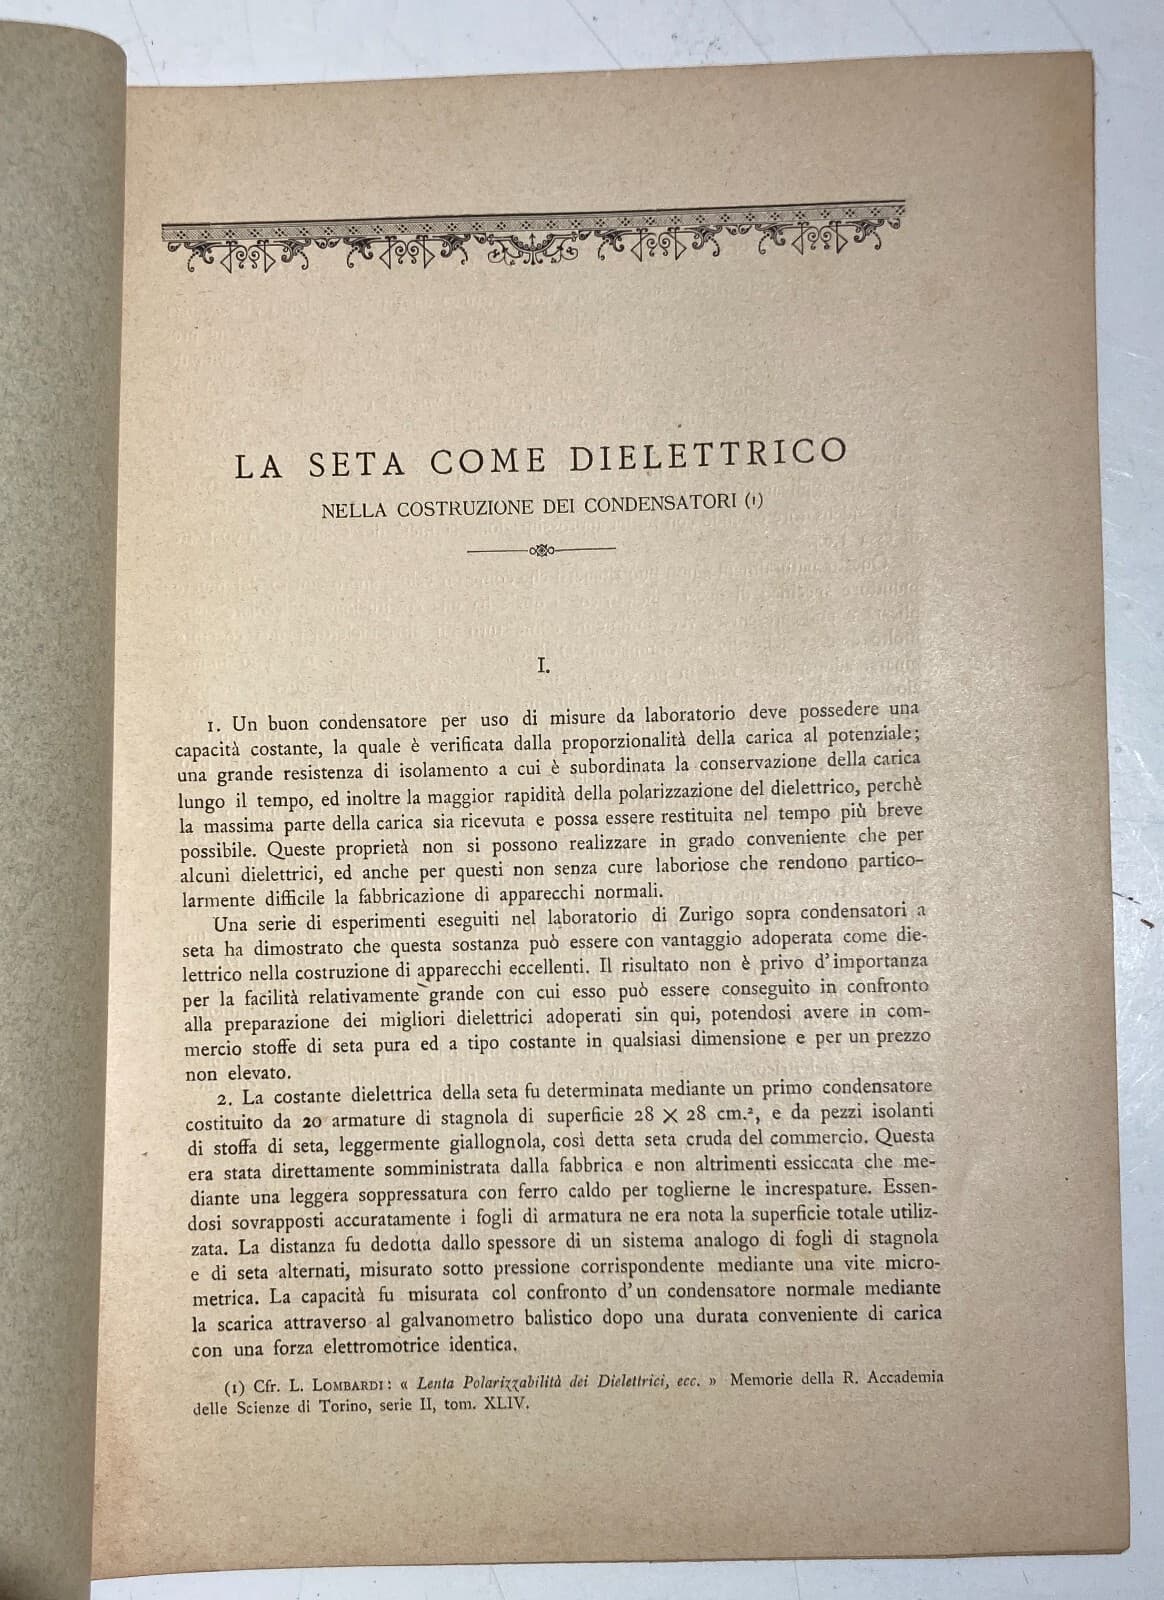 LA SETA COME DIELETTRICO
NELLA COSTRUZIONE DEI CONDENSATORI (1)
I.
1. Un buon condensatore per uso di misure da laboratorio deve possedere una
capacità costante, la quale è verificata dalla proporzionalità della carica al potenziale;
una grande resistenza di isolamento a cui è subordinata la conservazione della carica
lungo il tempo, ed inoltre la maggior rapidità della polarizzazione del dielettrico, perchè
la massima parte della carica sia ricevuta e possa essere restituita nel tempo più breve
possibile. Queste proprietà non si possono realizzare in grado conveniente che per
alcuni dielettrici, ed anche per questi non senza cure laboriose che rendono partico-
larmente difficile la fabbricazione di apparecchi normali.
Una serie di esperimenti eseguiti nel laboratorio di Zurigo sopra condensatori a
seta ha dimostrato che questa sostanza può essere con vantaggio adoperata come die-
lettrico nella costruzione di apparecchi eccellenti. Il risultato non è privo d'importanza
per la facilità relativamente grande con cui esso può essere conseguito in confronto
alla preparazione dei migliori dielettrici adoperati sin qui, potendosi avere in com-
mercio stoffe di seta pura ed a tipo costante in qualsiasi dimensione e per un prezzo
non elevato.
2. La costante dielettrica della seta fu determinata mediante un primo condensatore
costituito da 20 armature di stagnola di superficie 28 × 28 cm.², e da pezzi isolanti
di stoffa di seta, leggermente giallognola, così detta seta cruda del commercio. Questa
era stata direttamente somministrata dalla fabbrica e non altrimenti essiccata che me-
diante una leggera soppressatura con ferro caldo per toglierne le increspature. Essen-
dosi sovrapposti accuratamente i fogli di armatura ne era nota la superficie totale utiliz-
zata. La distanza fu dedotta dallo spessore di un sistema analogo di fogli di stagnola
e di seta alternati, misurato sotto pressione corrispondente mediante una vite micro-
metrica. La capacità fu misurata col confronto d'un condensatore normale mediante
la scarica attraverso al galvanometro balistico dopo una durata conveniente di carica
con una forza elettromotrice identica.
(1) Cfr. L. LOMBARDI: « Lenta Polarizzabilità dei Dielettrici, ecc. » Memorie della R. Accademia
delle Scienze di Torino, serie II, tom. XLIV.